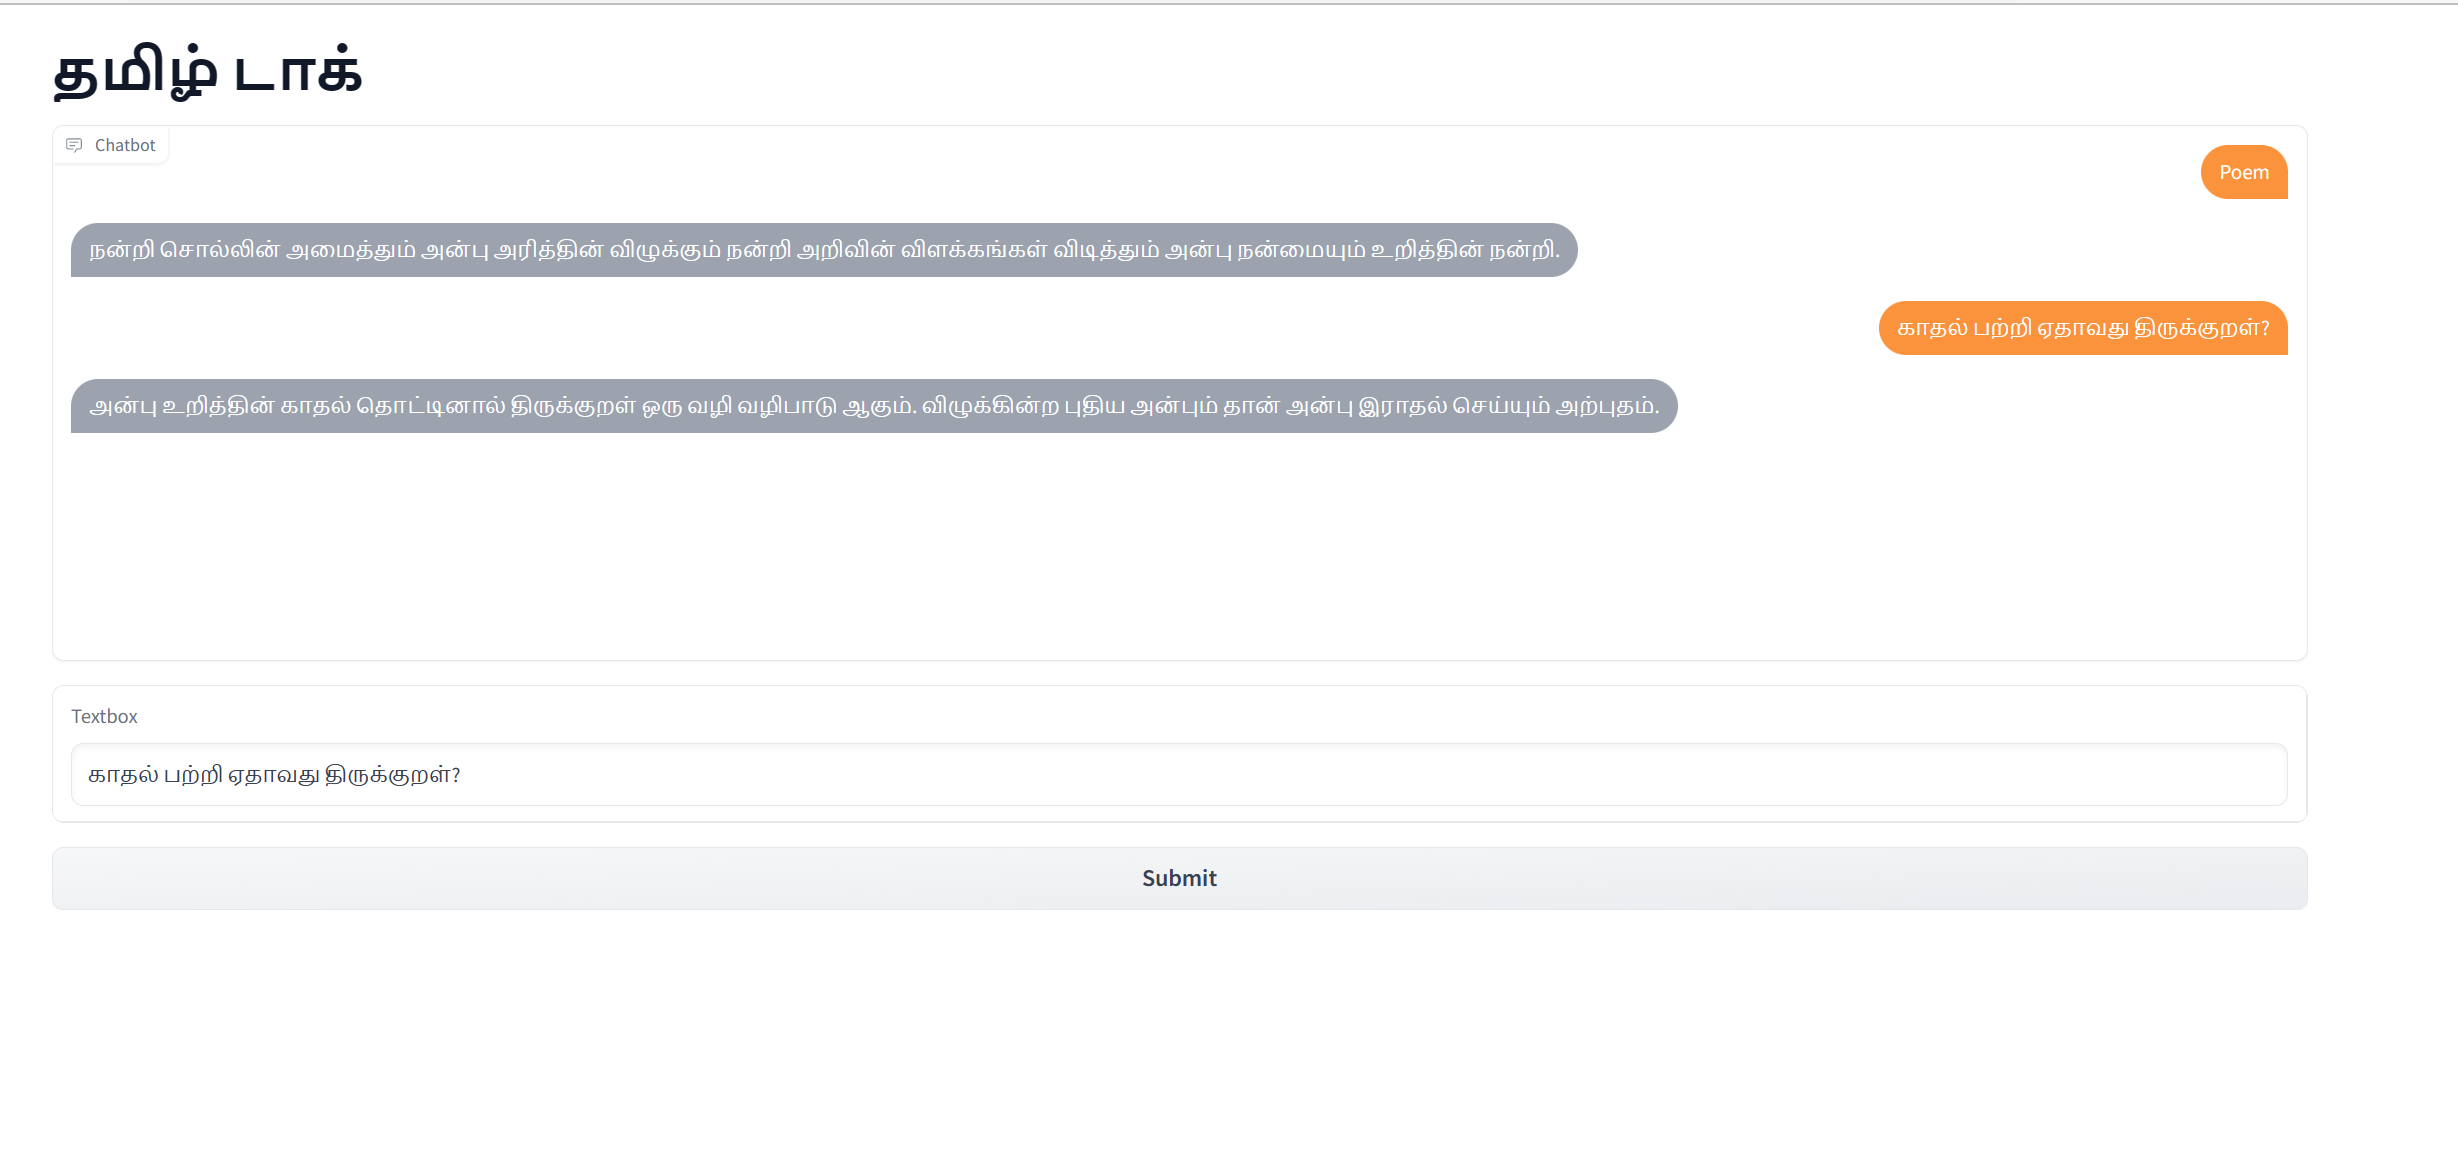 தமிழ் டாக்
Chatbot
Poem
நன்றி சொல்லின் அமைத்தும் அன்பு அரித்தின் விழுக்கும் நன்றி அறிவின் விளக்கங்கள் விடித்தும் அன்பு நன்மையும் உறித்தின் நன்றி.
காதல் பற்றி ஏதாவது திருக்குறள்?
அன்பு உறித்தின் காதல் தொட்டினால் திருக்குறள் ஒரு வழி வழிபாடு ஆகும். விழுக்கின்ற புதிய அன்பும் தான் அன்பு இராதல் செய்யும் அற்புதம்.
Textbox
காதல் பற்றி ஏதாவது திருக்குறள்?
Submit